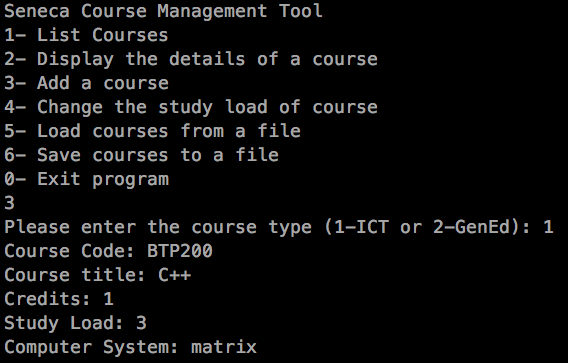 Seneca Course Management Tool
1- List Courses
2- Display the details of a course
3- Add a course
4- Change the study load of course
5- Load courses from a file
6- Save courses to a file
0- Exit program
3
Please enter the course type (1-ICT or 2-GenEd): 1
Course Code: BTP200
Course title: C++
Credits: 1
Study Load: 3
Computer System: matrix